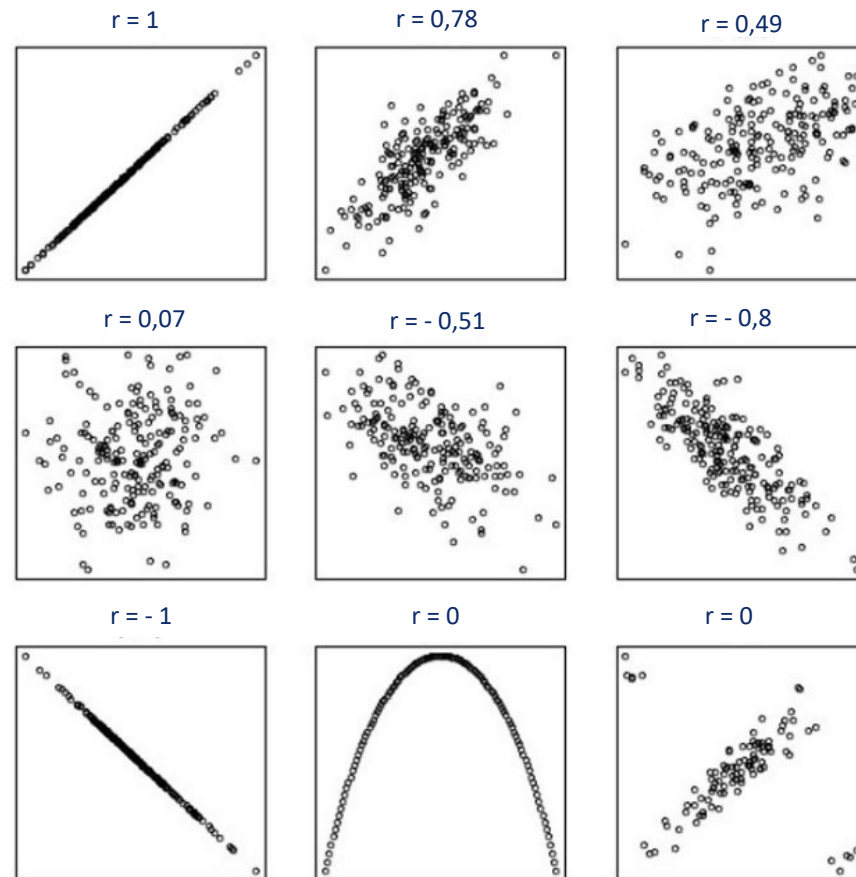 r = 1
r = 0,78
r = 0,49
r = 0,07
r = - 0,51
r = - 0,8
r = - 1
r = 0
r = 0